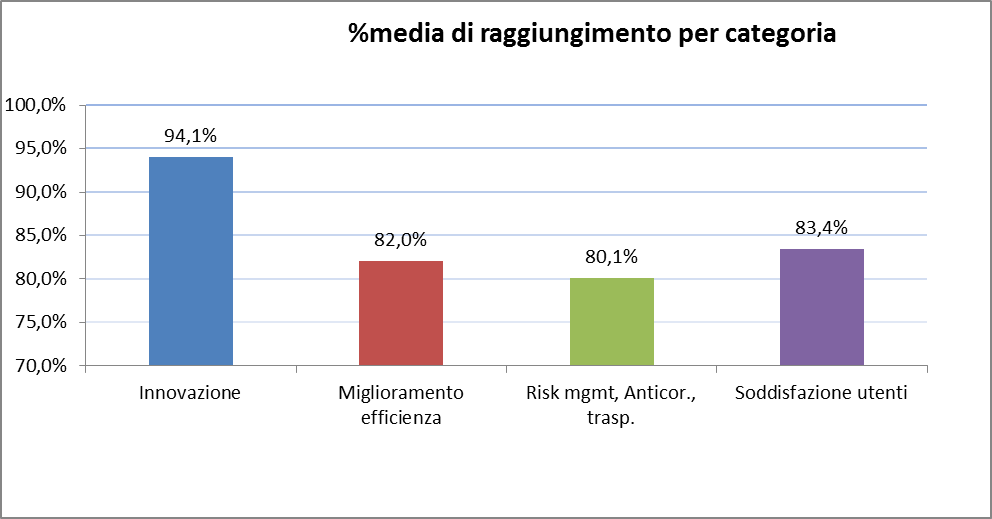 %media di raggiungimento per categoria
100,0%
95,0%
90,0%
85,0%
80,0%
75,0%
70,0%
94,1%
82,0%
80,1%
83,4%
Innovazione
Miglioramento
efficienza
Risk mgmt, Anticor.,
trasp.
Soddisfazione utenti